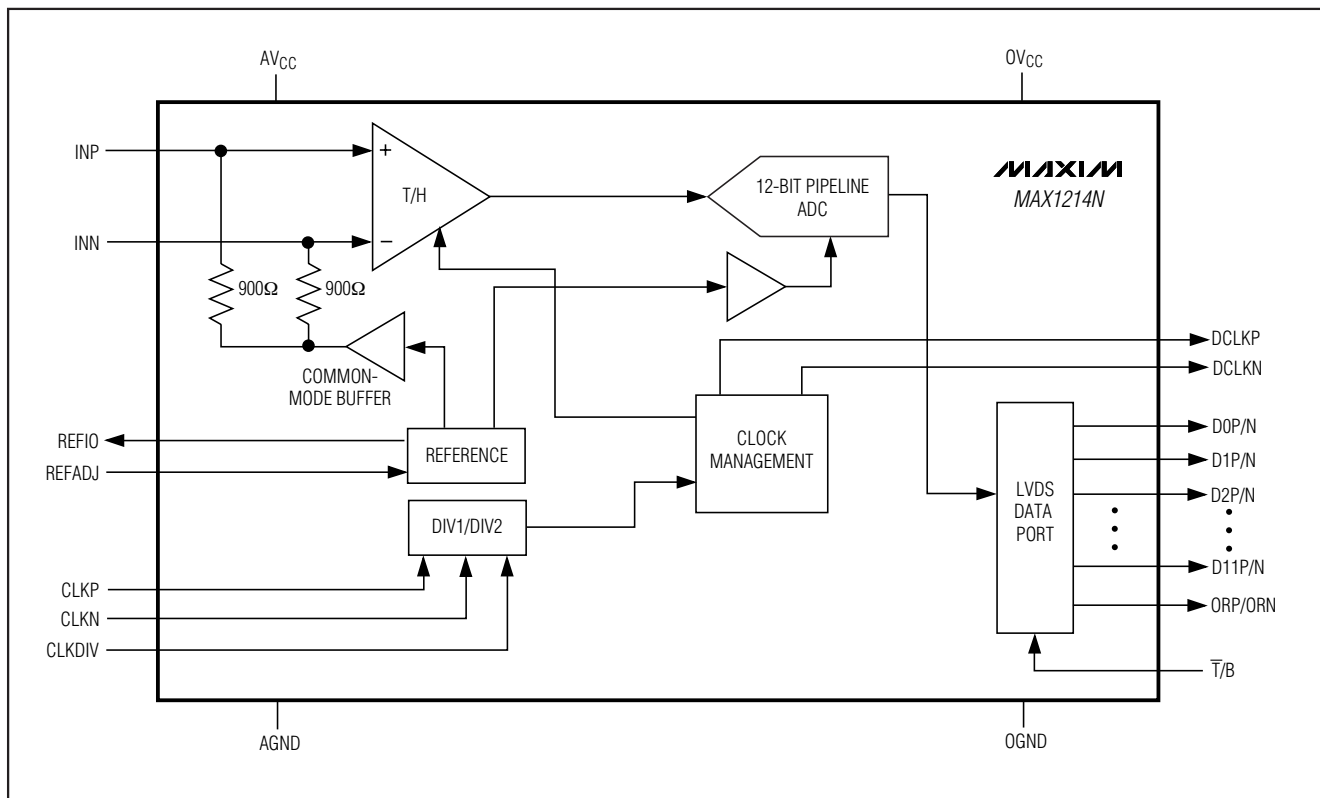 AVCC
OVCC
INP
+
T/H
12-BIT PIPELINE
ADC
MAXIM
MAX1214N
INN
−
900Ω
900Ω
COMMON-
MODE BUFFER
DCLKP
DCLKN
REFIO
REFADJ
REFERENCE
CLOCK
MANAGEMENT
DIV1/DIV2
LVDS
DATA
PORT
D0P/N
D1P/N
D2P/N
D11P/N
ORP/ORN
CLKP
CLKN
CLKDIV
T̅/B
AGND
OGND